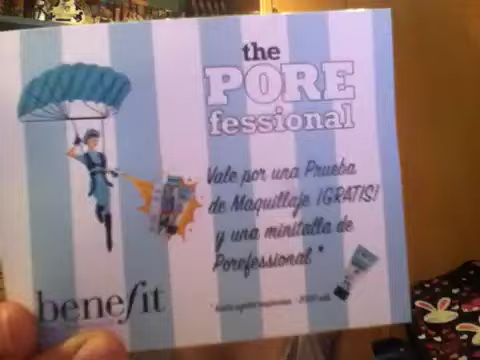 the
PORE
fessional
Vale por una Prueba
de Maquillaje ¡GRATIS!
y una minitalla de
Porefessional *
benefit